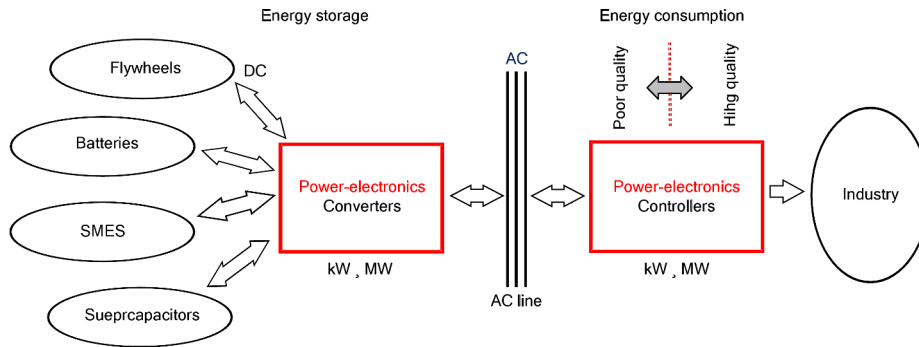 Energy storage
Energy consumption
Flywheels
DC
AC
Poor quality
Hihg quality
Batteries
Power-electronics
Converters
Power-electronics
Controllers
Industry
SMES
kW ¸ MW
kW ¸ MW
AC line
Sueprcapacitors